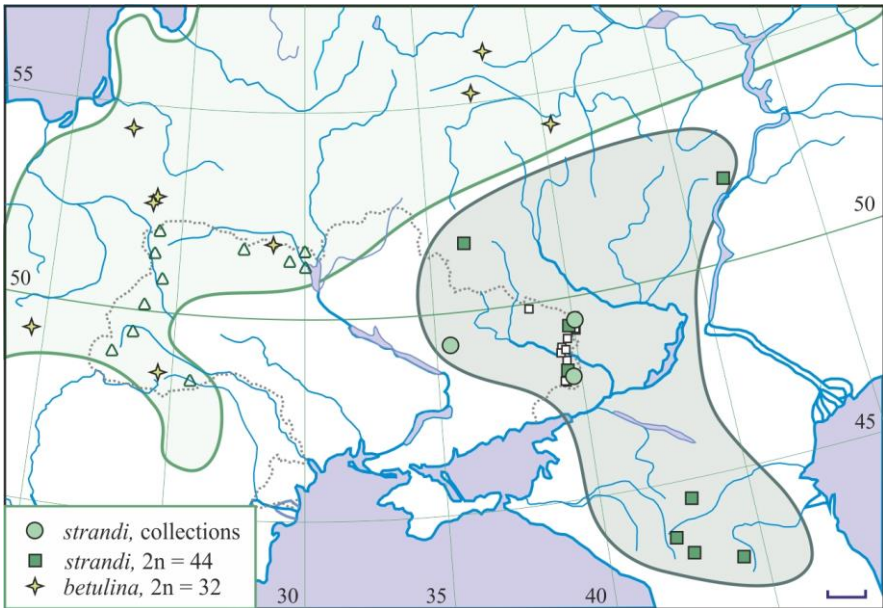 55
50
50
45
30
35
40
strandi, collections
strandi, 2n = 44
betulina, 2n = 32